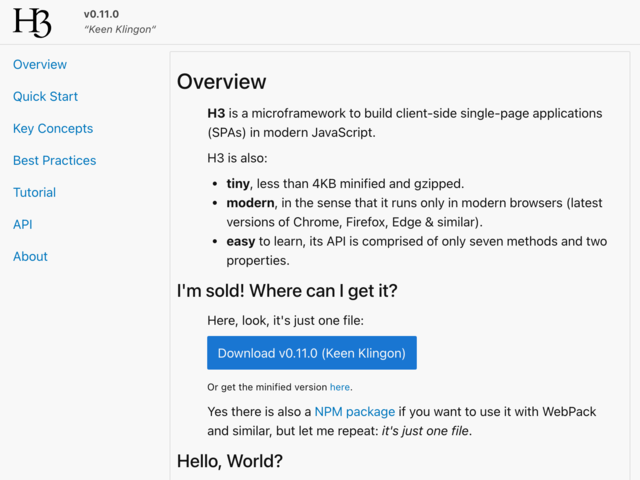 H3
v0.11.0
“Keen Klingon”
Overview
Quick Start
Key Concepts
Best Practices
Tutorial
API
About
Overview
H3 is a microframework to build client-side single-page applications
(SPAs) in modern JavaScript.
H3 is also:
• tiny, less than 4KB minified and gzipped.
• modern, in the sense that it runs only in modern browsers (latest
versions of Chrome, Firefox, Edge & similar).
• easy to learn, its API is comprised of only seven methods and two
properties.
I'm sold! Where can I get it?
Here, look, it's just one file:
Download v0.11.0 (Keen Klingon)
Or get the minified version here.
Yes there is also a NPM package if you want to use it with WebPack
and similar, but let me repeat: it's just one file.
Hello, World?